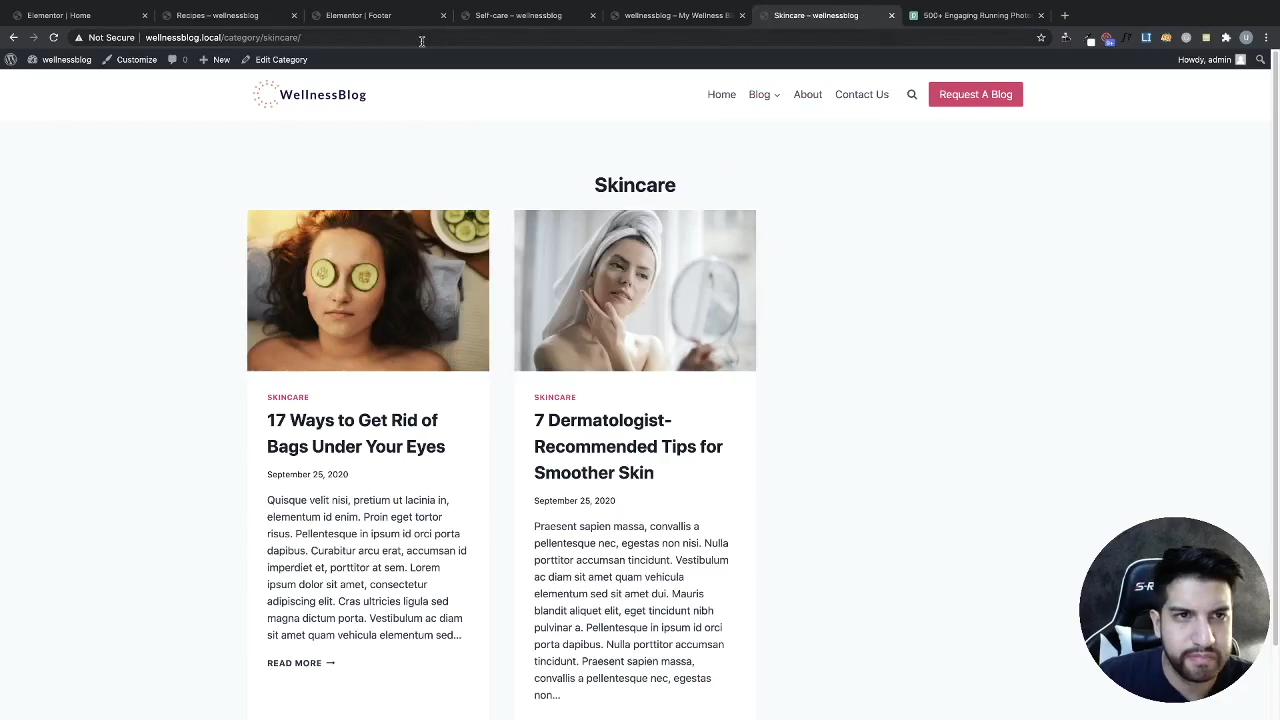 Elementor | Home
Recipes – wellnessblog
Elementor | Footer
Self-care – wellnessblog
wellnessblog – My Wellness Bl
Skincare – wellnessblog
500+ Engaging Running Photo
Not Secure | wellnessblog.local/category/skincare/
wellnessblog
Customize
0
New
Edit Category
Howdy, admin
WellnessBlog
Home
Blog
About
Contact Us
Request A Blog
Skincare
SKINCARE
17 Ways to Get Rid of
Bags Under Your Eyes
September 25, 2020
Quisque velit nisi, pretium ut lacinia in,
elementum id enim. Proin eget tortor
risus. Pellentesque in ipsum id orci porta
dapibus. Curabitur arcu erat, accumsan id
imperdiet et, porttitor at sem. Lorem
ipsum dolor sit amet, consectetur
adipiscing elit. Cras ultricies ligula sed
magna dictum porta. Vestibulum ac diam
sit amet quam vehicula elementum sed...
READ MORE
SKINCARE
7 Dermatologist-
Recommended Tips for
Smoother Skin
September 25, 2020
Praesent sapien massa, convallis a
pellentesque nec, egestas non nisi. Nulla
porttitor accumsan tincidunt. Vestibulum
ac diam sit amet quam vehicula
elementum sed sit amet dui. Mauris
blandit aliquet elit, eget tincidunt nibh
pulvinar a. Pellentesque in ipsum id orci
porta dapibus. Nulla porttitor accumsan
tincidunt. Praesent sapien massa,
convallis a pellentesque nec, egestas
non...